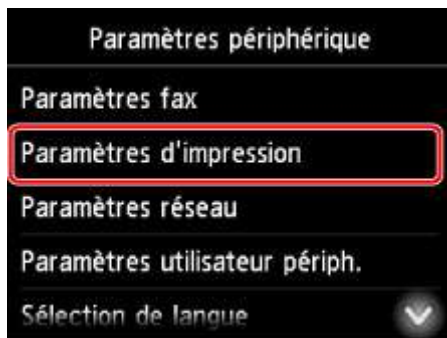 Paramètres périphérique
Paramètres fax
Paramètres d'impression
Paramètres réseau
Paramètres utilisateur périph.
Sélection de langue